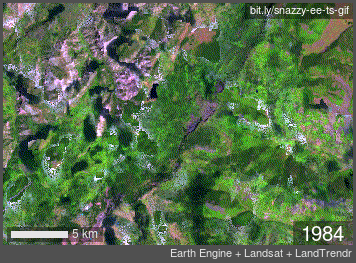 bit.ly/snazzy-ee-ts-gif
1984
5 km
Earth Engine + Landsat + LandTrendr